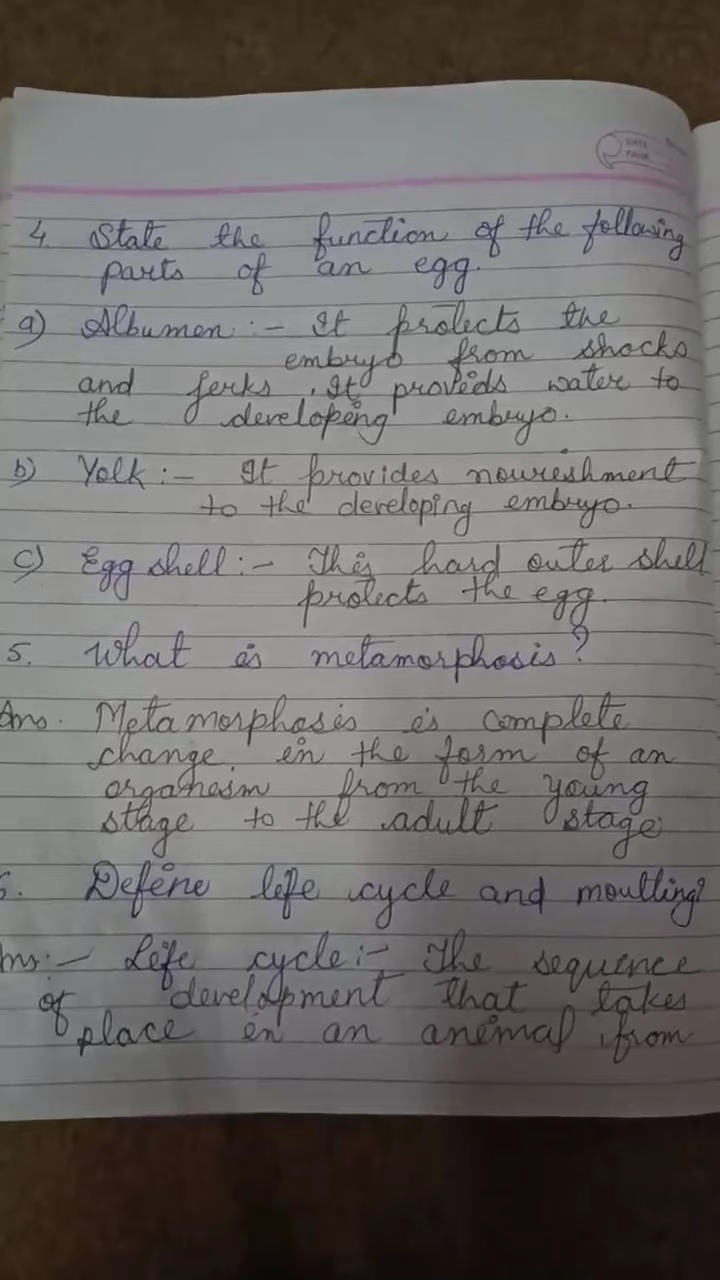 DATE
PAGE
4. State the function of the following
parts of an egg.
a) Albumen :- It protects the
embryo from shocks
and jerks. It provids water to
the developing embryo.
b) Yolk :- It provides nourishment
to the developing embryo.
c) Egg shell :- This hard outer shell
protects the egg.
5. What is metamorphosis?
Ans. Metamorphosis is complete
change in the form of an
organism from the young
stage to the adult stage
6. Define life cycle and moulting?
Ans :- Life cycle :- The sequence
of development that takes
place in an animal from